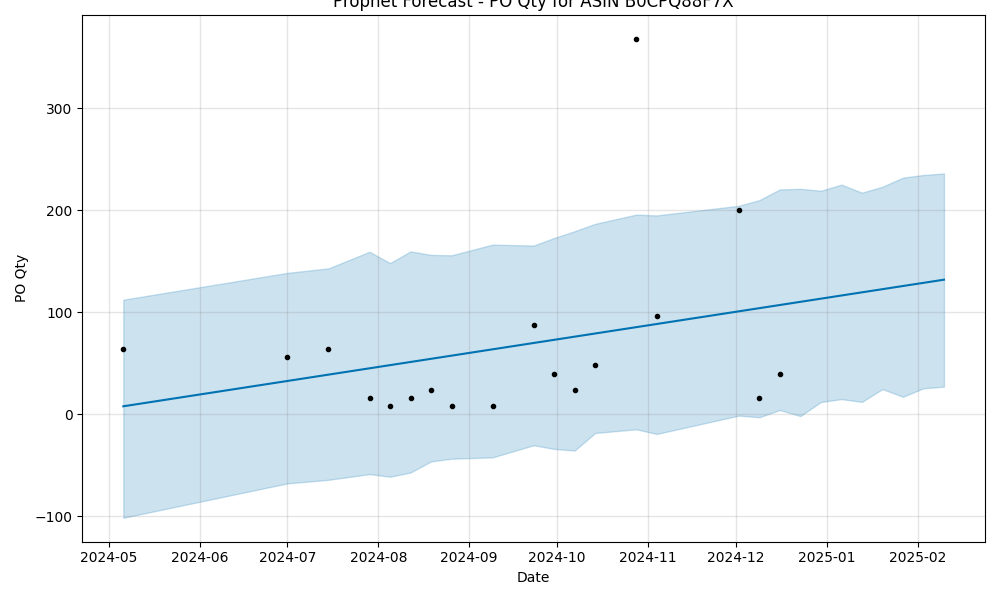 Prophet Forecast - PO Qty for ASIN B0CPQ88F7X
PO Qty
300
200
100
0
−100
2024-05 2024-06 2024-07 2024-08 2024-09 2024-10 2024-11 2024-12 2025-01 2025-02
Date